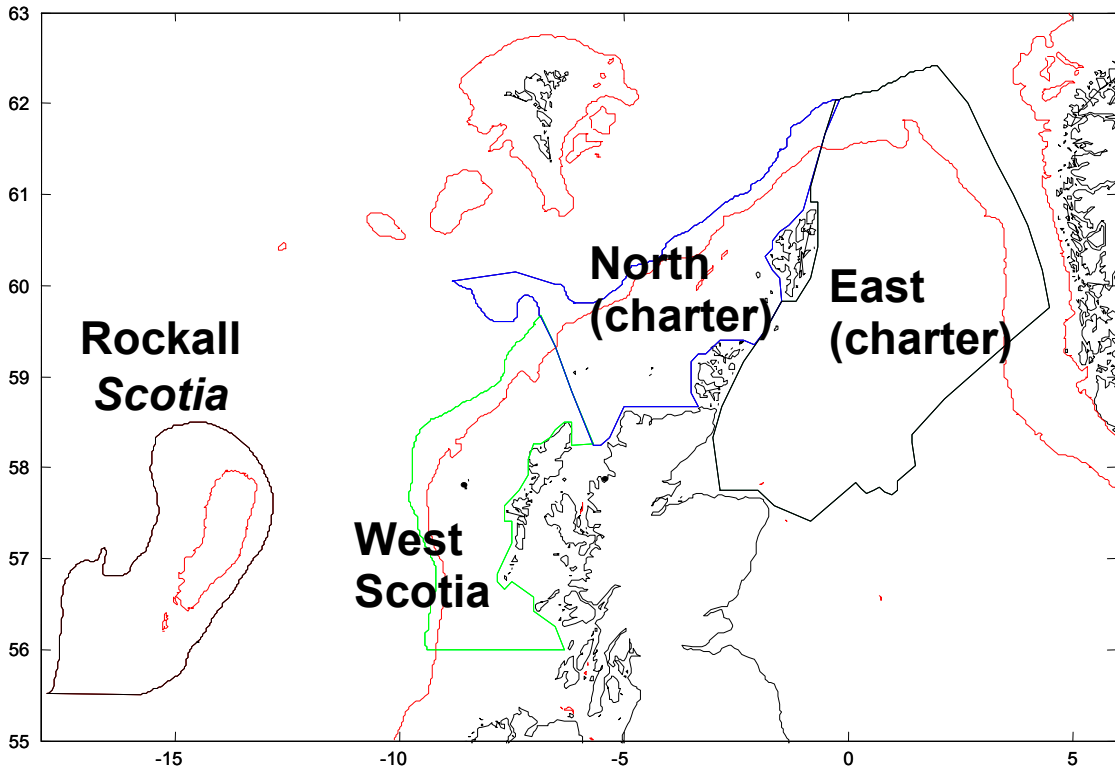 63
62
61
60
59
58
57
56
55
North
(charter)
East
(charter)
Rockall
Scotia
West
Scotia
-15
-10
-5
0
5